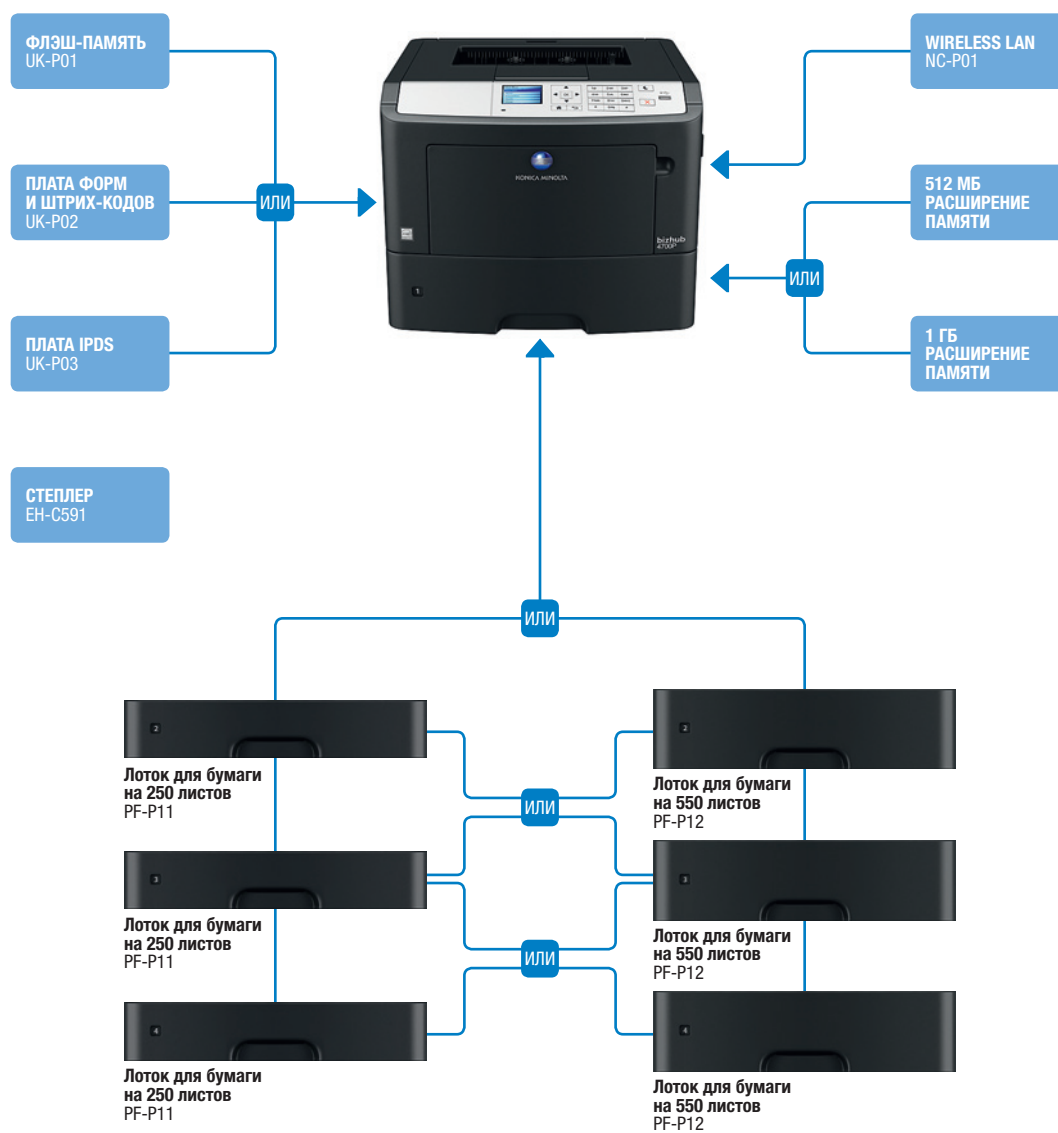 ФЛЭШ-ПАМЯТЬ
UK-P01
ПЛАТА ФОРМ
И ШТРИХ-КОДОВ
UK-P02
ПЛАТА IPDS
UK-P03
СТЕПЛЕР
EH-C591
ИЛИ
KONICA MINOLTA
bizhub
4700P
1
WIRELESS LAN
NC-P01
512 МБ
РАСШИРЕНИЕ
ПАМЯТИ
ИЛИ
1 ГБ
РАСШИРЕНИЕ
ПАМЯТИ
ИЛИ
2
Лоток для бумаги
на 250 листов
PF-P11
2
Лоток для бумаги
на 550 листов
PF-P12
ИЛИ
3
Лоток для бумаги
на 250 листов
PF-P11
3
Лоток для бумаги
на 550 листов
PF-P12
ИЛИ
4
Лоток для бумаги
на 250 листов
PF-P11
4
Лоток для бумаги
на 550 листов
PF-P12